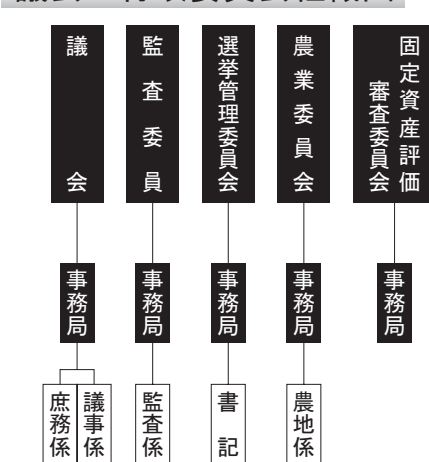 議会
監査委員
選挙管理委員会
農業委員会
固定資産評価
審査委員会
事務局
事務局
事務局
事務局
事務局
庶務係
議事係
監査係
書記
農地係